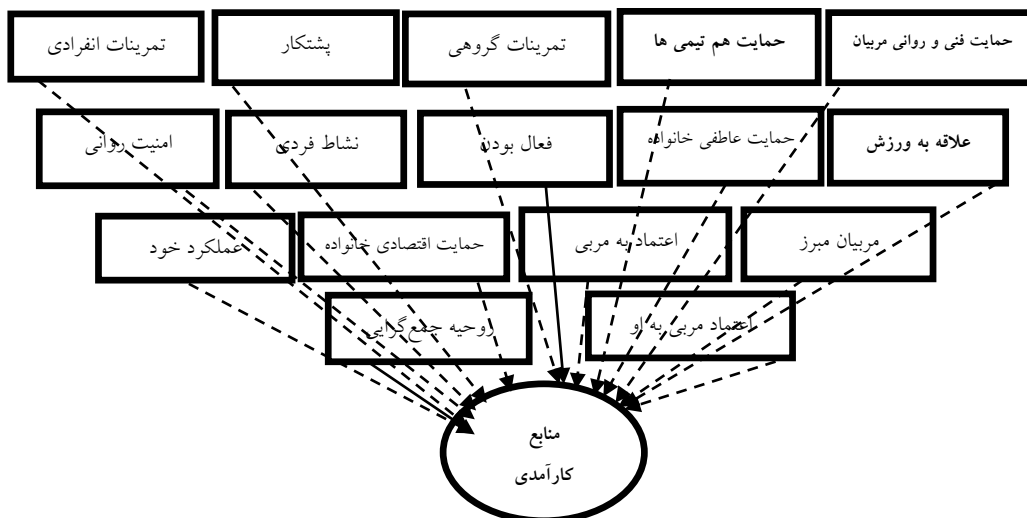 حمایت فنی و روانی مربیان
حمایت هم تیمی ها
تمرینات گروهی
پشتکار
تمرینات انفرادی
علاقه به ورزش
حمایت عاطفی خانواده
فعال بودن
نشاط فردی
امنیت روانی
مربیان مبرز
اعتماد به مربی
حمایت اقتصادی خانواده
عملکرد خود
اعتماد مربی به او
روحیه جمع‌گرایی
منابع
کارآمدی